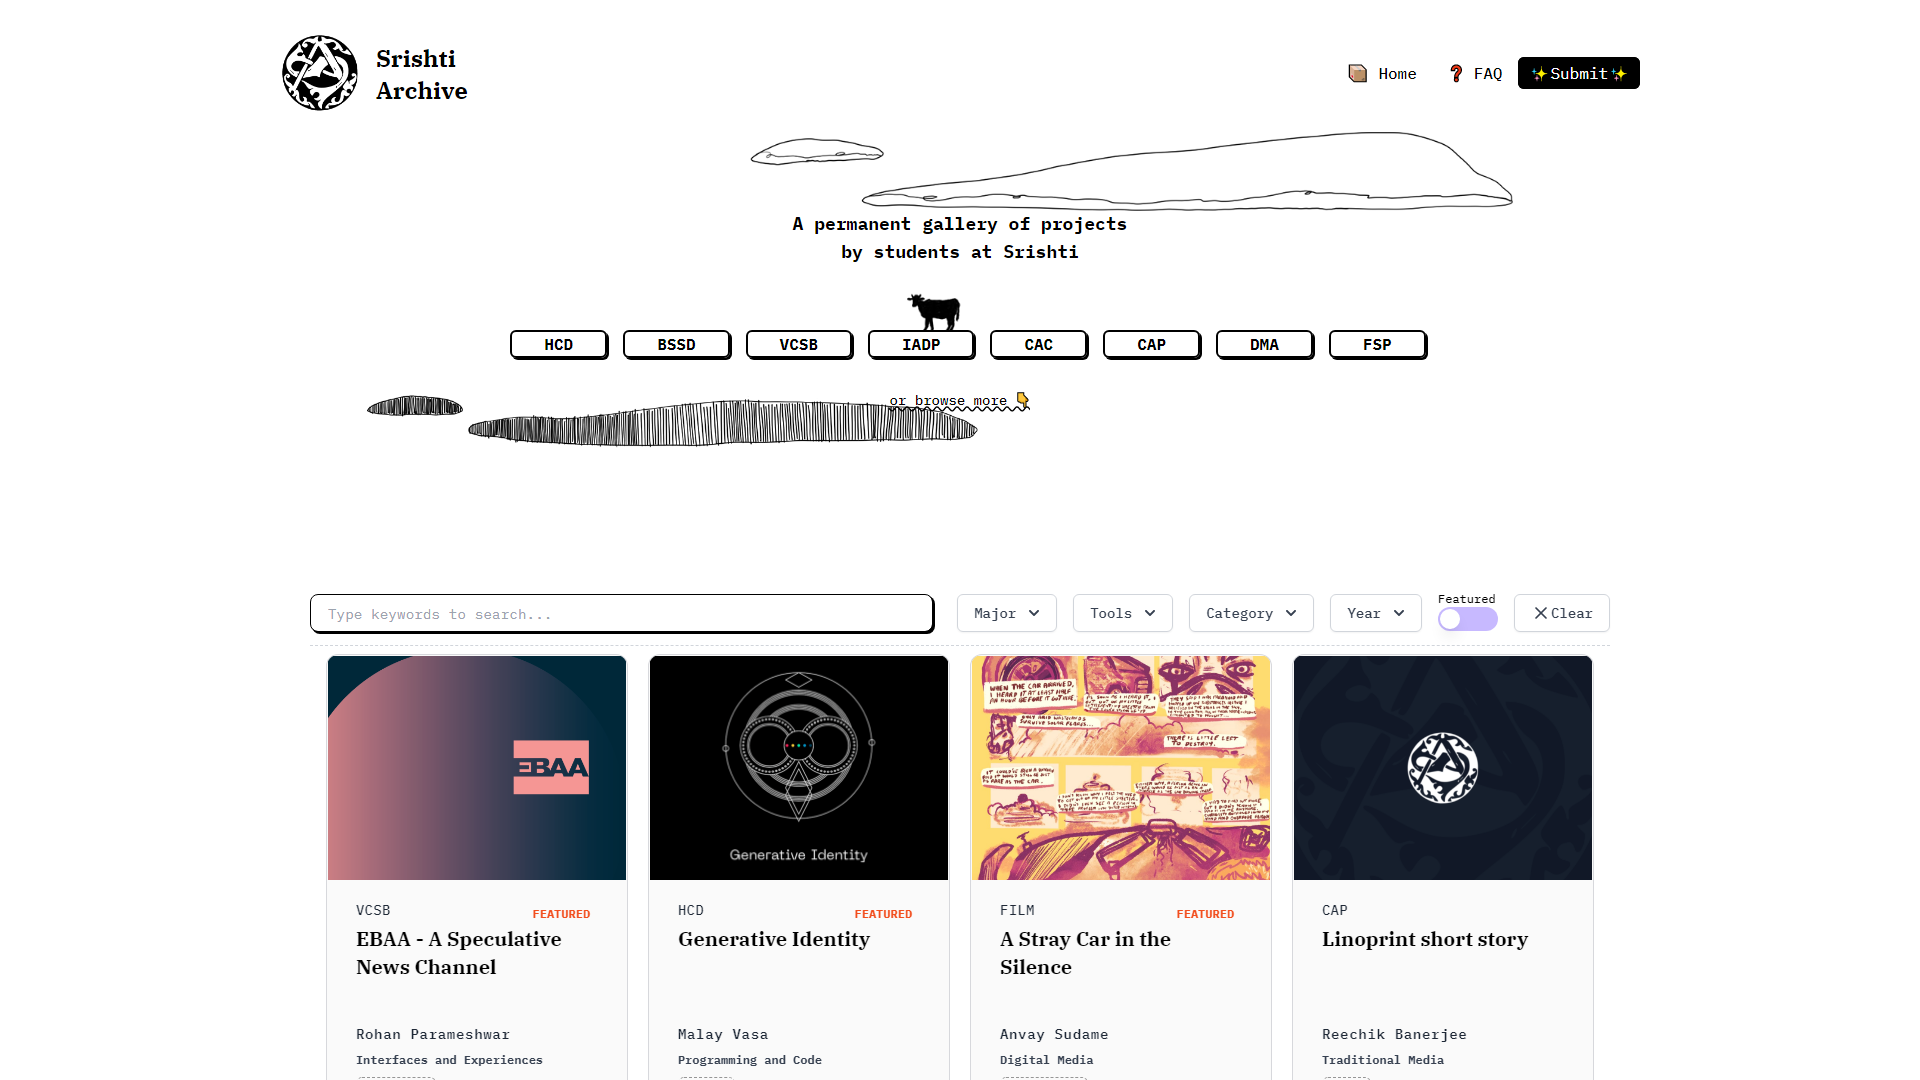 Srishti
Archive
Home
FAQ
✨Submit✨
A permanent gallery of projects
by students at Srishti
HCD
BSSD
VCSB
IADP
CAC
CAP
DMA
FSP
or browse more 👇
Type keywords to search...
Major
Tools
Category
Year
Featured
Clear
EBAA
Generative Identity
WHEN THE CAR ARRIVED,
I HEARD IT AT LEAST HALF
AN HOUR BEFORE IT GOT HERE.
THERE IS LITTLE LEFT
TO DESTROY.
VCSB
FEATURED
EBAA - A Speculative
News Channel
Rohan Parameshwar
Interfaces and Experiences
HCD
FEATURED
Generative Identity
Malay Vasa
Programming and Code
FILM
FEATURED
A Stray Car in the
Silence
Anvay Sudame
Digital Media
CAP
Linoprint short story
Reechik Banerjee
Traditional Media